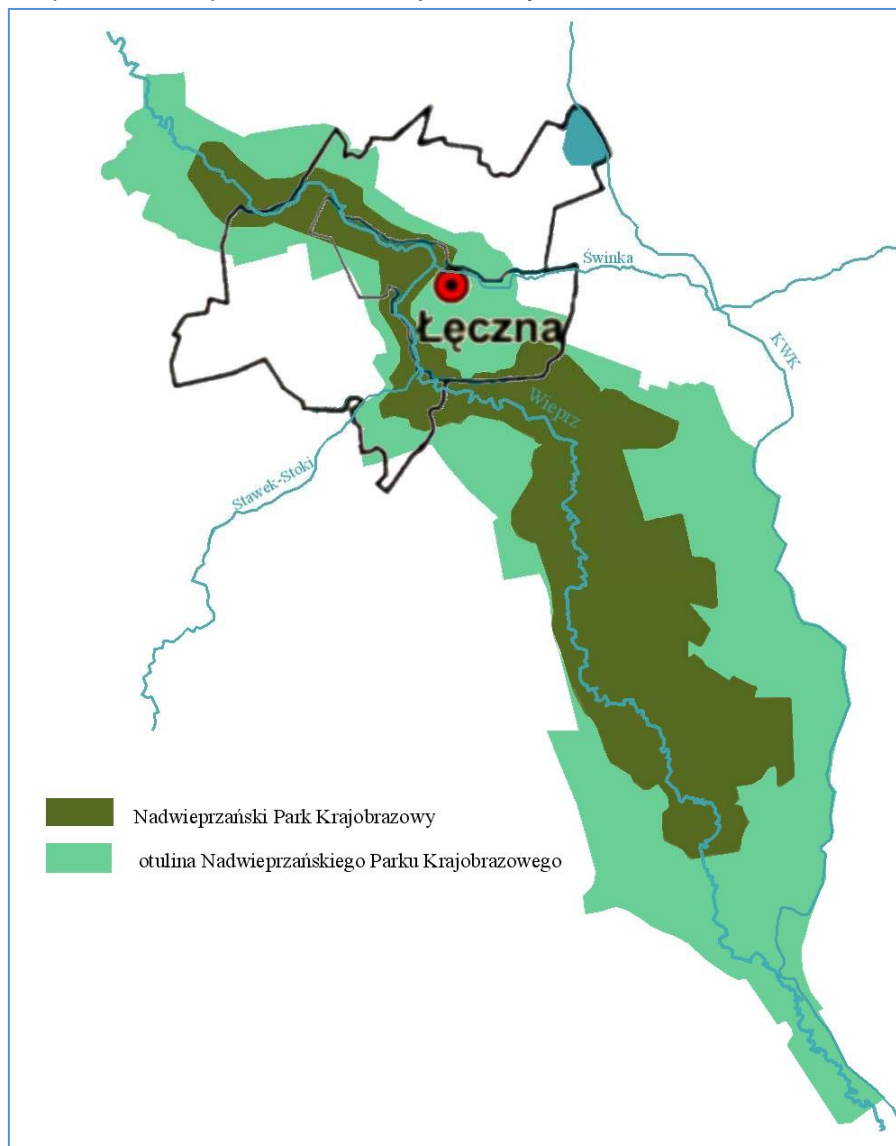 Świnka
Łęczna
KWK
Wieprz
Stawek-Stoki
Nadwieprzański Park Krajobrazowy
otulina Nadwieprzańskiego Parku Krajobrazowego